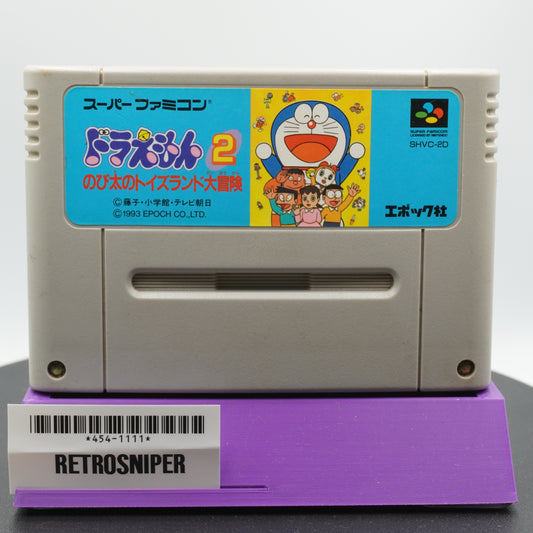 スーパーファミコン
ドラえもん2
のび太のトイズランド大冒険
©藤子・小学館・テレビ朝日
©1993 EPOCH CO., LTD.
SUPER FAMICOM
LICENSED BY NINTENDO
SHVC-2D
エポック社
*454-1111*
RETROSNIPER